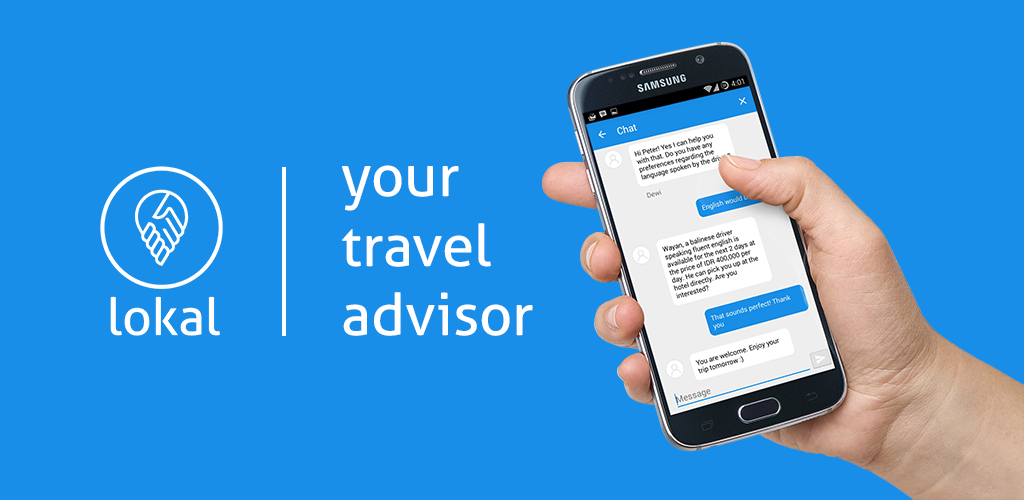 lokal
your
travel
advisor
SAMSUNG
4:01
Chat
Hi Peter! Yes I can help you
with that. Do you have any
preferences regarding the
language spoken by the
Dewi
English would
Wayan, a balinese driver
speaking fluent english is
available for the next 2 days at
the price of IDR 400,000 per
day. He can pick you up at the
hotel directly. Are you
interested?
That sounds perfect! Thank
you
You are welcome. Enjoy your
trip tomorrow :)
Message